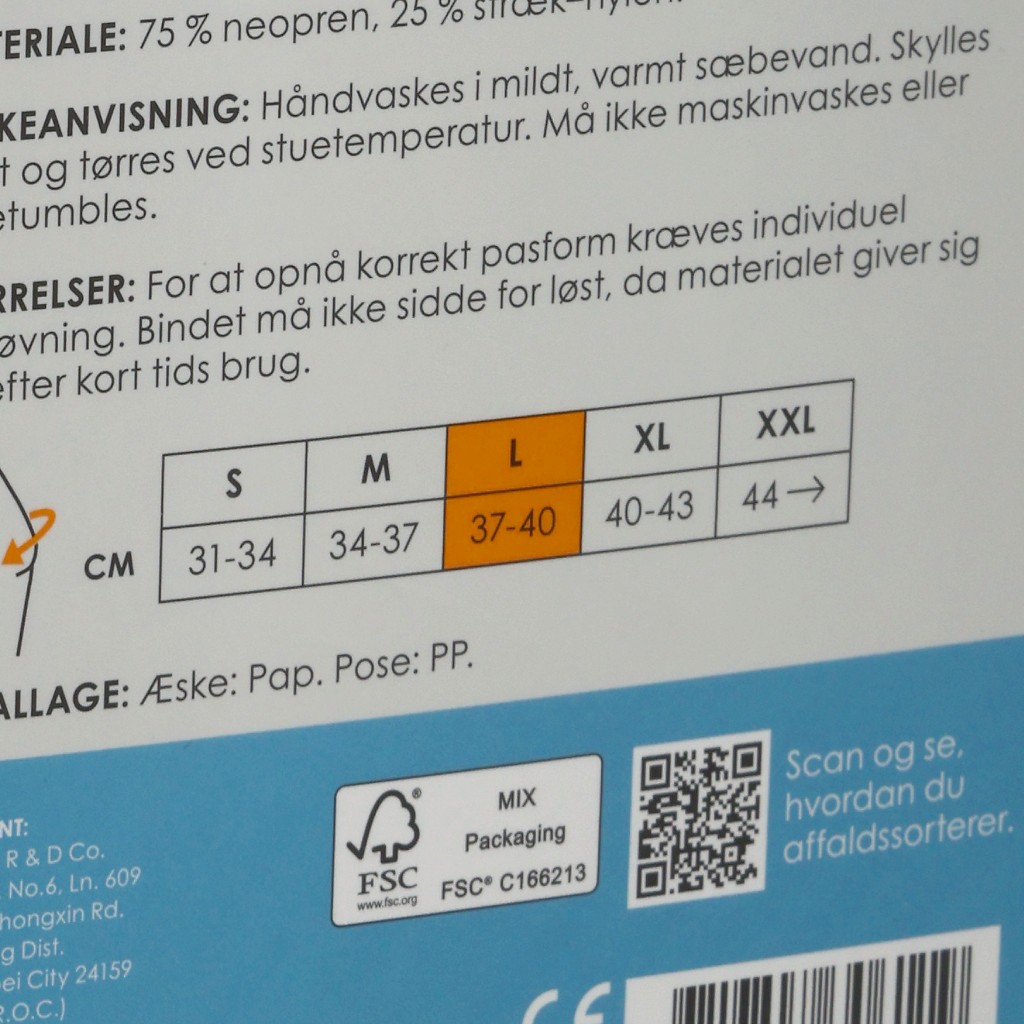 TERIALE: 75 % neopren, 25 % stræk-nylon.
KEANVISNING: Håndvaskes i mildt, varmt sæbevand. Skylles
t og tørres ved stuetemperatur. Må ikke maskinvaskes eller
etumbles.
RRELSER: For at opnå korrekt pasform kræves individuel
øvning. Bindet må ikke sidde for løst, da materialet giver sig
efter kort tids brug.
S M L XL XXL
CM 31-34 34-37 37-40 40-43 44 →
ALLAGE: Æske: Pap. Pose: PP.
NT:
R & D Co.
No.6, Ln. 609
hongxin Rd.
g Dist.
ei City 24159
R.O.C.)
FSC®
www.fsc.org
MIX
Packaging
FSC® C166213
Scan og se,
hvordan du
affaldssorterer.
CE